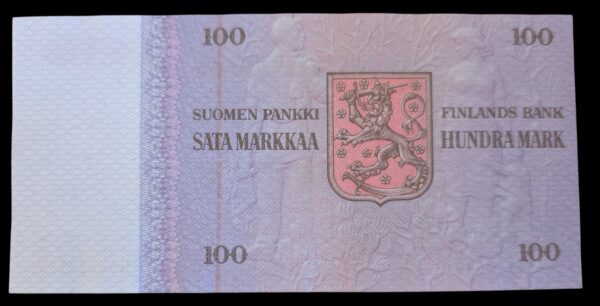 100 100
SUOMEN PANKKI FINLANDS BANK
SATA MARKKAA HUNDRA MARK
100 100